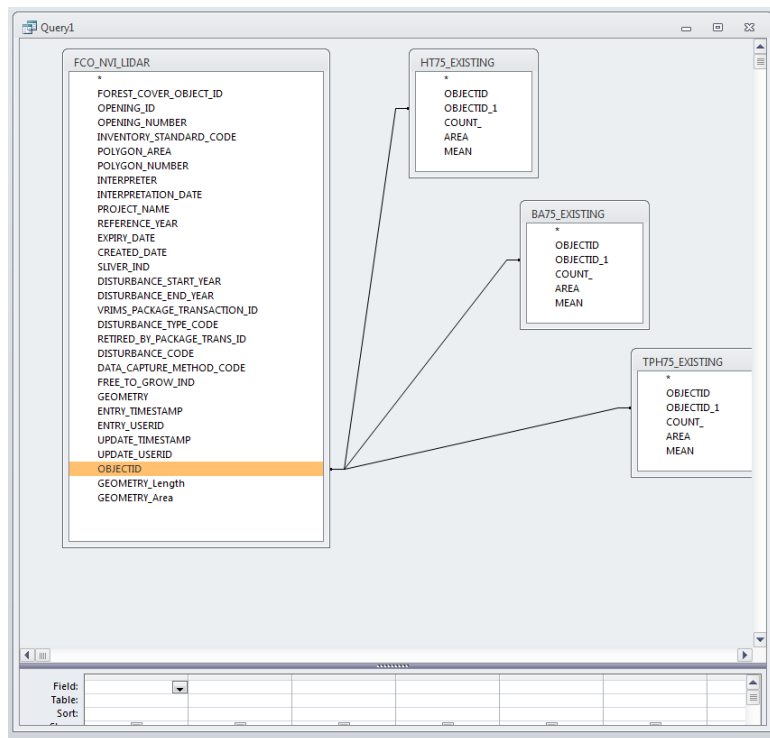 Query1
FCO_NVI_LIDAR
*
FOREST_COVER_OBJECT_ID
OPENING_ID
OPENING_NUMBER
INVENTORY_STANDARD_CODE
POLYGON_AREA
POLYGON_NUMBER
INTERPRETER
INTERPRETATION_DATE
PROJECT_NAME
REFERENCE_YEAR
EXPIRY_DATE
CREATED_DATE
SLIVER_IND
DISTURBANCE_START_YEAR
DISTURBANCE_END_YEAR
VRIMS_PACKAGE_TRANSACTION_ID
DISTURBANCE_TYPE_CODE
RETIRED_BY_PACKAGE_TRANS_ID
DISTURBANCE_CODE
DATA_CAPTURE_METHOD_CODE
FREE_TO_GROW_IND
GEOMETRY
ENTRY_TIMESTAMP
ENTRY_USERID
UPDATE_TIMESTAMP
UPDATE_USERID
OBJECTID
GEOMETRY_Length
GEOMETRY_Area
HT75_EXISTING
*
OBJECTID
OBJECTID_1
COUNT_
AREA
MEAN
BA75_EXISTING
*
OBJECTID
OBJECTID_1
COUNT_
AREA
MEAN
TPH75_EXISTING
*
OBJECTID
OBJECTID_1
COUNT_
AREA
MEAN
Field:
Table:
Sort: